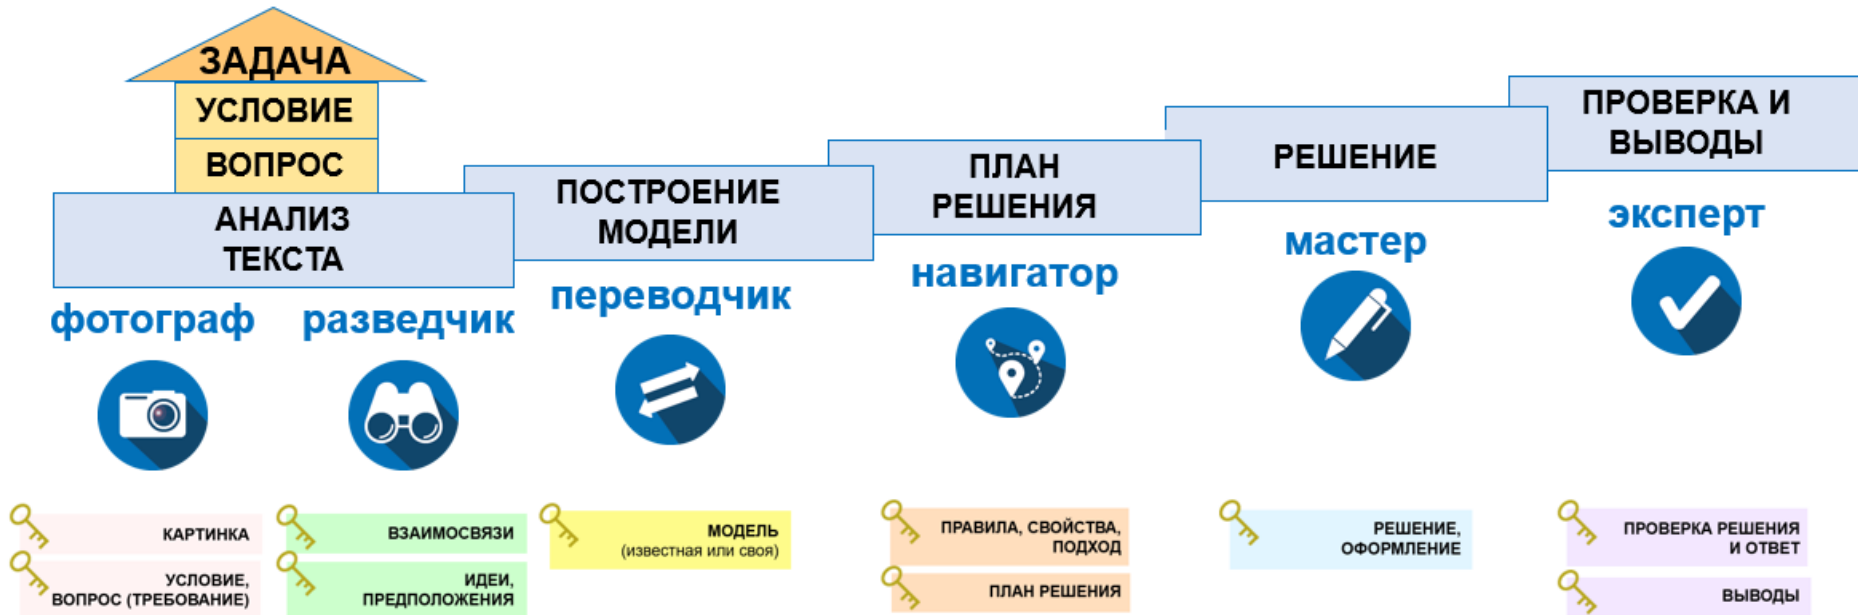 ЗАДАЧА
УСЛОВИЕ
ВОПРОС
АНАЛИЗ
ТЕКСТА
ПОСТРОЕНИЕ
МОДЕЛИ
ПЛАН
РЕШЕНИЯ
РЕШЕНИЕ
ПРОВЕРКА И
ВЫВОДЫ
фотограф
разведчик
переводчик
навигатор
мастер
эксперт
КАРТИНКА
УСЛОВИЕ,
ВОПРОС (ТРЕБОВАНИЕ)
ВЗАИМОСВЯЗИ
ИДЕИ,
ПРЕДПОЛОЖЕНИЯ
МОДЕЛЬ
(известная или своя)
ПРАВИЛА, СВОЙСТВА,
ПОДХОД
ПЛАН РЕШЕНИЯ
РЕШЕНИЕ,
ОФОРМЛЕНИЕ
ПРОВЕРКА РЕШЕНИЯ
И ОТВЕТ
ВЫВОДЫ